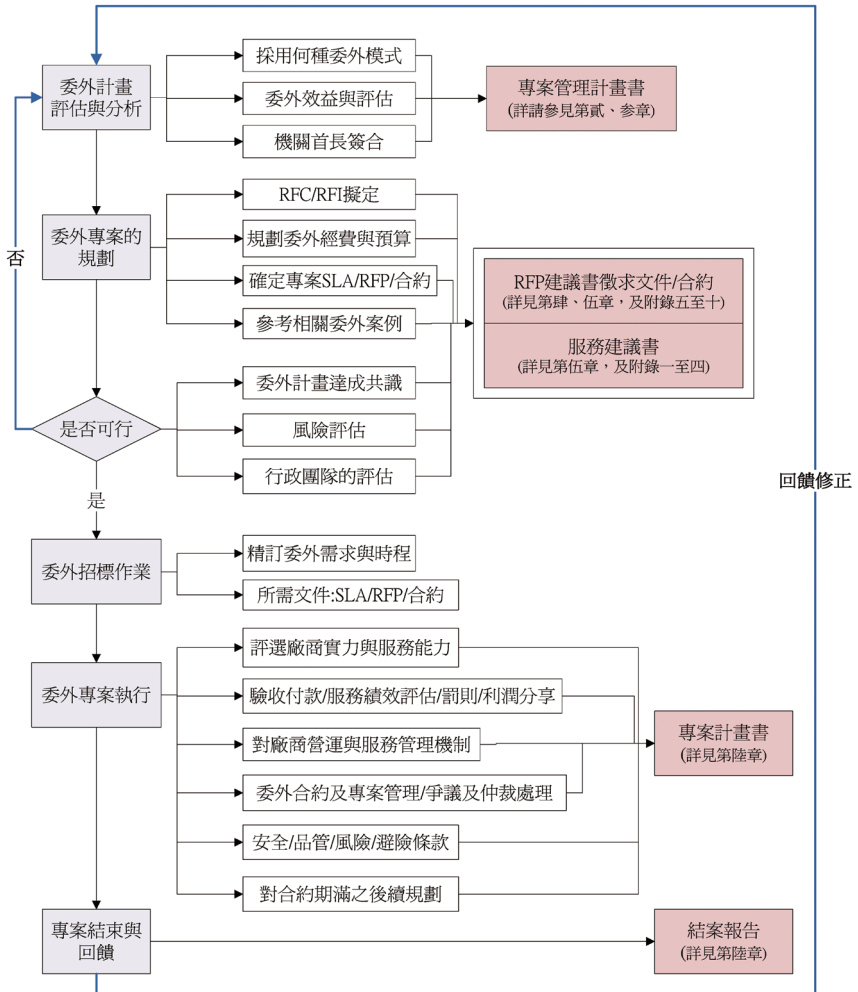 委外計畫
評估與分析
採用何種委外模式
委外效益與評估
機關首長簽合
專案管理計畫書
(詳請參見第貳、参章)
委外專案的
規劃
RFC/RFI擬定
規劃委外經費與預算
確定專案SLA/RFP/合約
參考相關委外案例
RFP建議書徵求文件/合約
(詳見第肆、伍章，及附錄五至十)
服務建議書
(詳見第伍章，及附錄一至四)
否
是否可行
委外計畫達成共識
風險評估
行政團隊的評估
是
回饋修正
委外招標作業
精訂委外需求與時程
所需文件:SLA/RFP/合約
委外專案執行
評選廠商實力與服務能力
驗收付款/服務績效評估/罰則/利潤分享
對廠商營運與服務管理機制
委外合約及專案管理/爭議及仲裁處理
安全/品管/風險/避險條款
對合約期滿之後續規劃
專案計畫書
(詳見第陸章)
專案結束與
回饋
結案報告
(詳見第陸章)